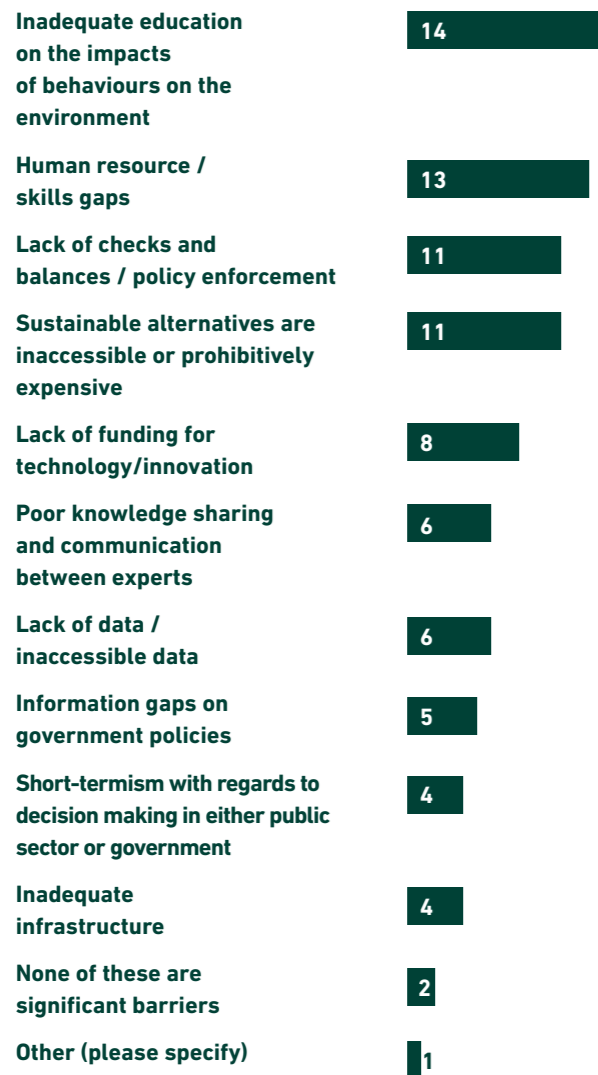 Inadequate education
on the impacts
of behaviours on the
environment
14
Human resource /
skills gaps
13
Lack of checks and
balances / policy enforcement
11
Sustainable alternatives are
inaccessible or prohibitively
expensive
11
Lack of funding for
technology/innovation
8
Poor knowledge sharing
and communication
between experts
6
Lack of data /
inaccessible data
6
Information gaps on
government policies
5
Short-termism with regards to
decision making in either public
sector or government
4
Inadequate
infrastructure
4
None of these are
significant barriers
2
Other (please specify)
1